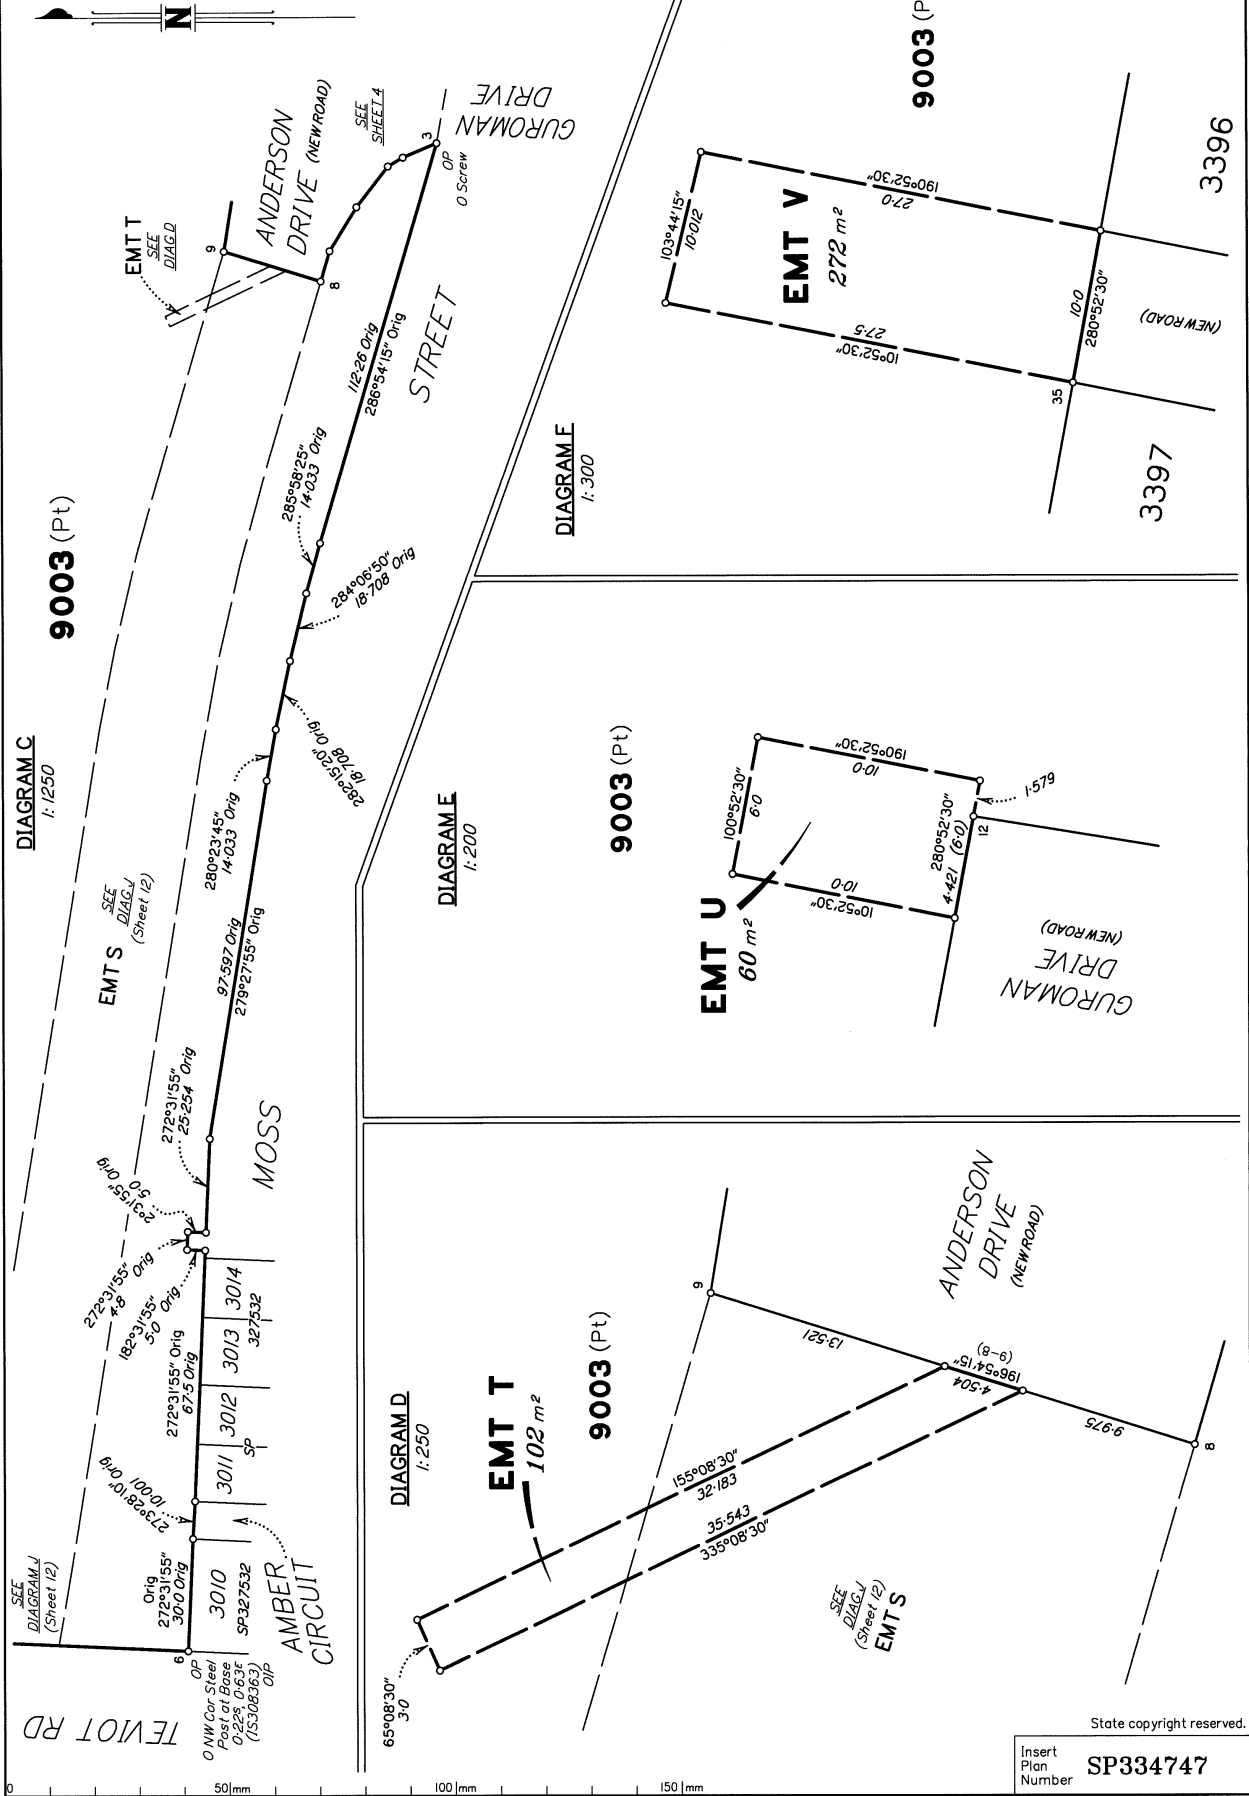 N
DIAGRAM C
1:1250
9003 (Pt)
SEE
DIAGRAM J
(Sheet 12)
EMT S
SEE
DIAG J
(Sheet 12)
EMT T
SEE
DIAG D
9
8
ANDERSON
DRIVE (NEW ROAD)
SEE
SHEET 4
GUROMAN
DRIVE
3
OP
O Screw
TEVIOT RD
6
OP
O NW Cor Steel
Post at Base
0·22S, 0·63E
(IS308363)
OIP
Orig
272°31'55"
30·0 Orig
3010
SP327532
AMBER
CIRCUIT
273°28'10"
10·001 Orig
272°31'55" Orig
67·5 Orig
3011
3012
3013
3014
SP
327532
182°31'55"
5·0 Orig
272°31'55"
4·8 Orig
2°31'55" Orig
5·0
272°31'55"
25·254 Orig
97·597 Orig
279°27'55" Orig
280°23'45"
14·033 Orig
282°15'20"
18·708 Orig
284°06'50"
18·708 Orig
285°58'25"
14·033 Orig
112·26 Orig
286°54'15" Orig
MOSS
STREET
DIAGRAM D
1:250
EMT T
102 m²
9003 (Pt)
65°08'30"
3·0
155°08'30"
32·183
35·543
335°08'30"
9
13·521
4·504
196°54'15"
(9-8)
9·975
8
ANDERSON
DRIVE
(NEW ROAD)
SEE
DIAG J
(Sheet 12)
EMT S
DIAGRAM E
1:200
9003 (Pt)
EMT U
60 m²
100°52'30"
6·0
190°52'30"
10·0
10·0
10°52'30"
280°52'30"
4·421 (6·0)
1·579
12
GUROMAN
DRIVE
(NEW ROAD)
DIAGRAM F
1:300
9003 (P
EMT V
272 m²
103°44'15"
10·012
190°52'30"
27·0
27·5
10°52'30"
10·0
280°52'30"
35
(NEW ROAD)
3397
3396
0
50 mm
100 mm
150 mm
State copyright reserved.
Insert
Plan
Number
SP334747